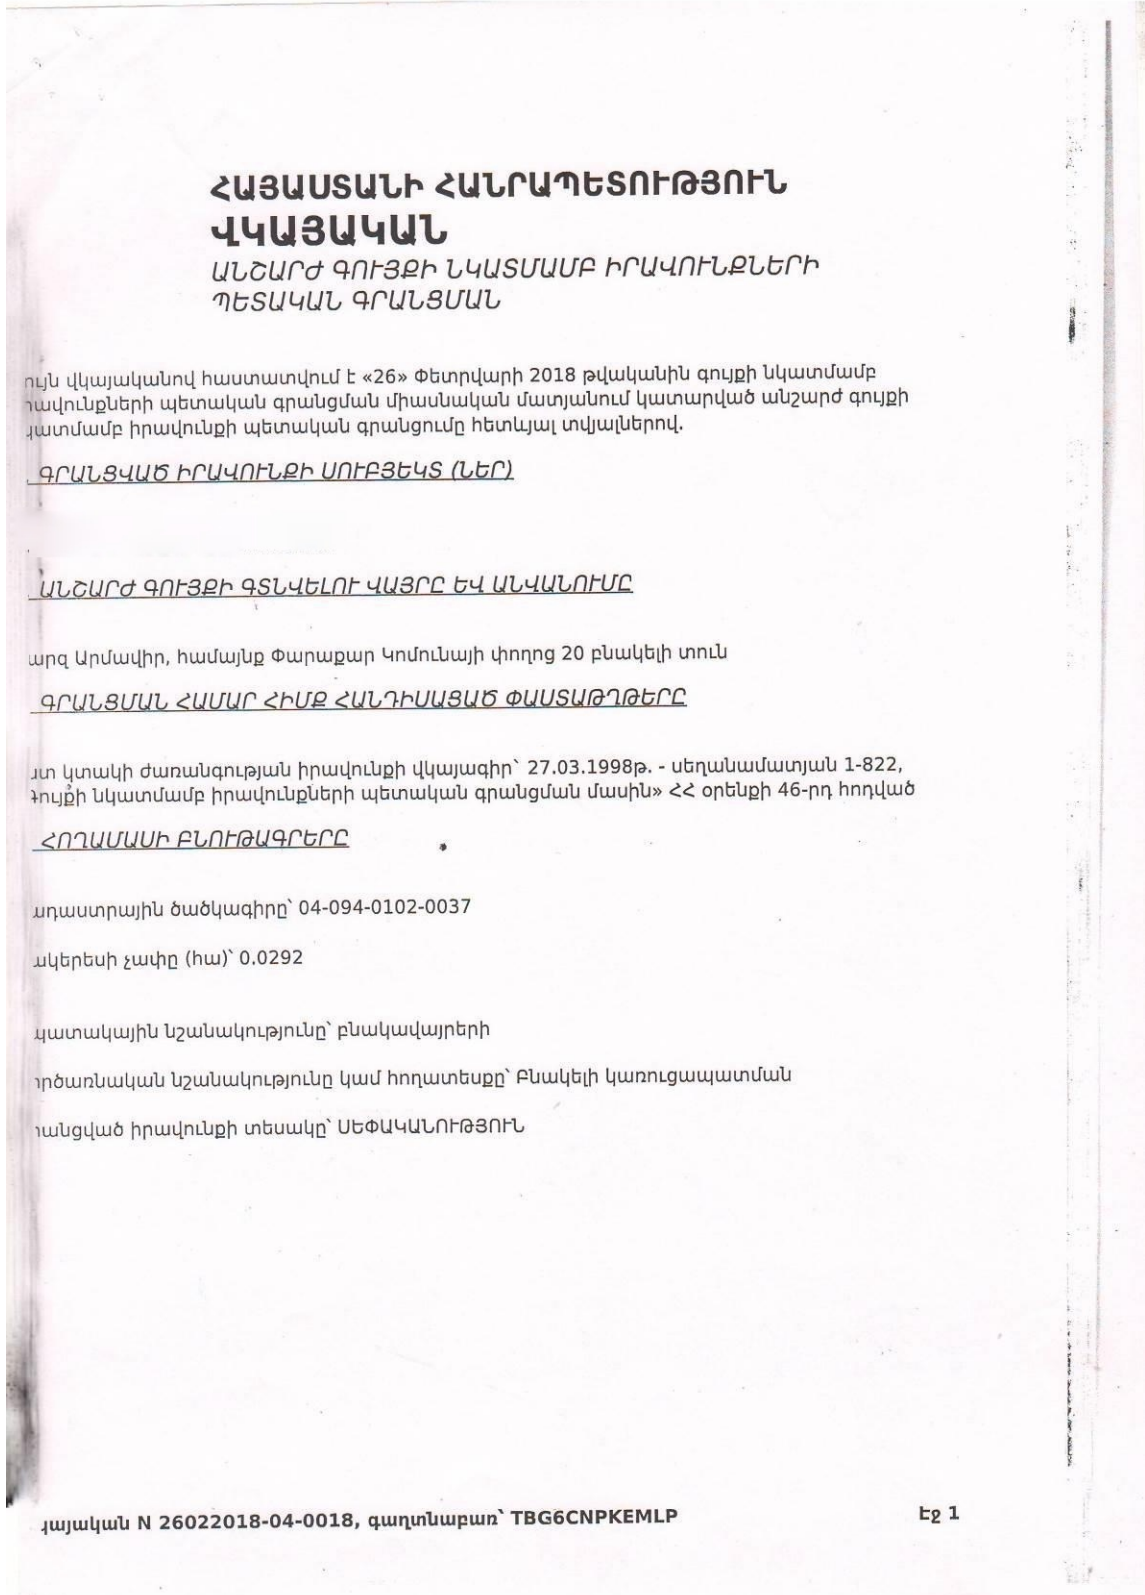 ՀԱՅԱՍՏԱՆԻ ՀԱՆՐԱՊԵՏՈՒԹՅՈՒՆ
ՎԿԱՅԱԿԱՆ
ԱՆՇԱՐԺ ԳՈՒՅՔԻ ՆԿԱՏՄԱՄԲ ԻՐԱՎՈՒՆՔՆԵՐԻ
ՊԵՏԱԿԱՆ ԳՐԱՆՑՄԱՆ
ույն վկայականով հաստատվում է «26» Փետրվարի 2018 թվականին գույքի նկատմամբ
ավունքների պետական գրանցման միասնական մատյանում կատարված անշարժ գույքի
կատմամբ իրավունքի պետական գրանցումը հետևյալ տվյալներով.
. ԳՐԱՆՑՎԱԾ ԻՐԱՎՈՒՆՔԻ ՍՈՒԲՅԵԿՏ (ՆԵՐ)
. ԱՆՇԱՐԺ ԳՈՒՅՔԻ ԳՏՆՎԵԼՈՒ ՎԱՅՐԸ ԵՎ ԱՆՎԱՆՈՒՄԸ
արզ Արմավիր, համայնք Փարաքար Կոմունայի փողոց 20 բնակելի տուն
ԳՐԱՆՑՄԱՆ ՀԱՄԱՐ ՀԻՄՔ ՀԱՆԴԻՍԱՑԱԾ ՓԱՍՏԱԹՂԹԵՐԸ
ստ կտակի ժառանգության իրավունքի վկայագիր՝ 27.03.1998թ. - սեղանամատյան 1-822,
Գույքի նկատմամբ իրավունքների պետական գրանցման մասին» ՀՀ օրենքի 46-րդ հոդված
ՀՈՂԱՄԱՍԻ ԲՆՈՒԹԱԳՐԵՐԸ
ադաստրային ծածկագիրը՝ 04-094-0102-0037
ակերեսի չափը (հա)՝ 0.0292
պատակային նշանակությունը՝ բնակավայրերի
ործառնական նշանակությունը կամ հողատեսքը՝ Բնակելի կառուցապատման
անցված իրավունքի տեսակը՝ ՍԵՓԱԿԱՆՈՒԹՅՈՒՆ
կայական N 26022018-04-0018, գաղտնաբառ՝ TBG6CNPKEMLP
Էջ 1